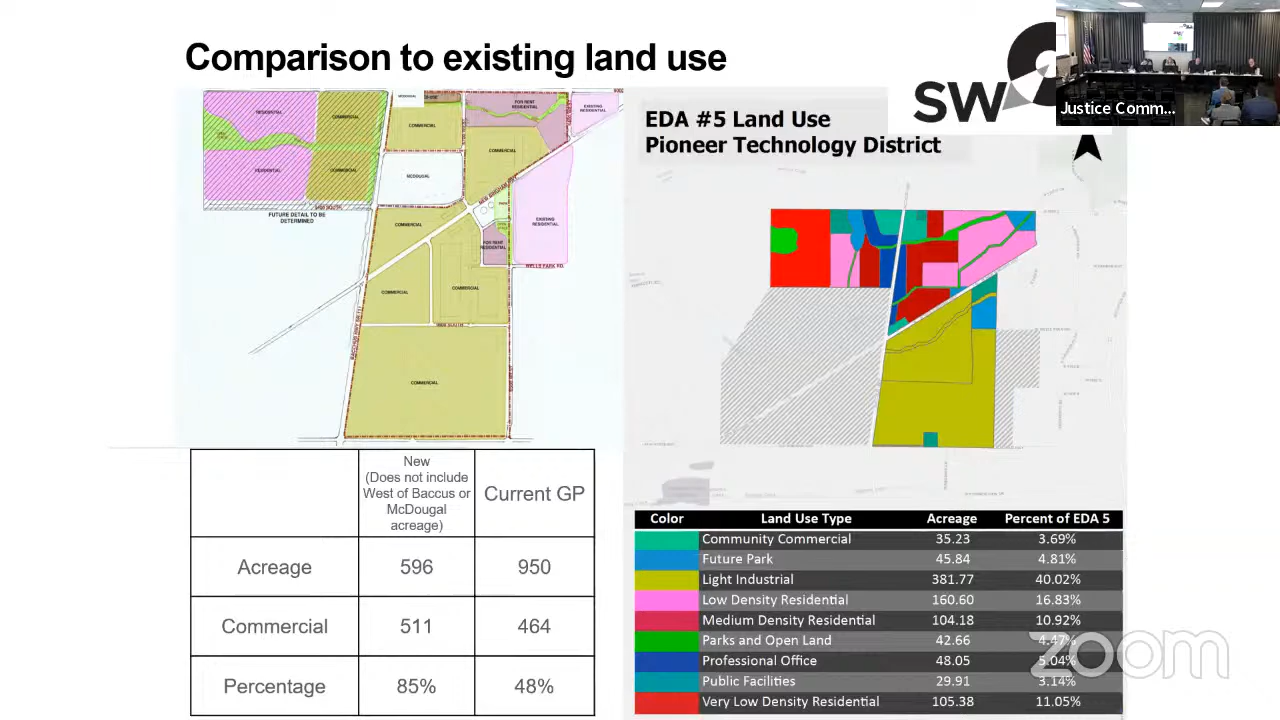 Comparison to existing land use
SW
Justice Comm...
RESIDENTIAL
COMMERCIAL
MCDOUGAL
COMMERCIAL
FOR RENT
RESIDENTIAL
EXISTING
RESIDENTIAL
COMMERCIAL
RESIDENTIAL
COMMERCIAL
MCDOUGAL
NEW BINGHAM HWY
FUTURE DETAIL TO BE
DETERMINED
COMMERCIAL
EXISTING
RESIDENTIAL
FOR RENT
RESIDENTIAL
WELLS PARK RD.
COMMERCIAL
COMMERCIAL
COMMERCIAL
EDA #5 Land Use
Pioneer Technology District
New
(Does not include
West of Baccus or
McDougal
acreage)
Current GP
Acreage 596 950
Commercial 511 464
Percentage 85% 48%
Color Land Use Type Acreage Percent of EDA 5
Community Commercial 35.23 3.69%
Future Park 45.84 4.81%
Light Industrial 381.77 40.02%
Low Density Residential 160.60 16.83%
Medium Density Residential 104.18 10.92%
Parks and Open Land 42.66 4.47%
Professional Office 48.05 5.04%
Public Facilities 29.91 3.14%
Very Low Density Residential 105.38 11.05%
zoom